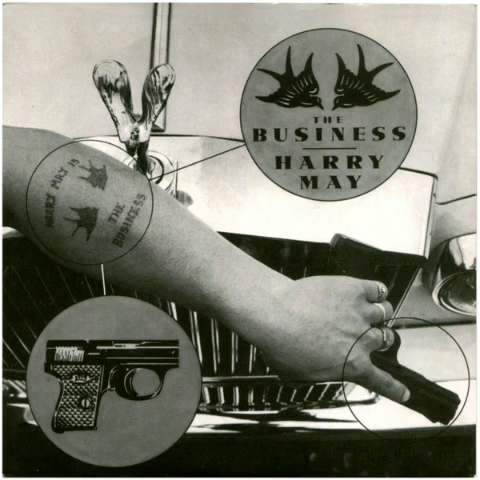 THE
BUSINESS
HARRY
MAY
HARRY MAY IS
THE
BUSINESS